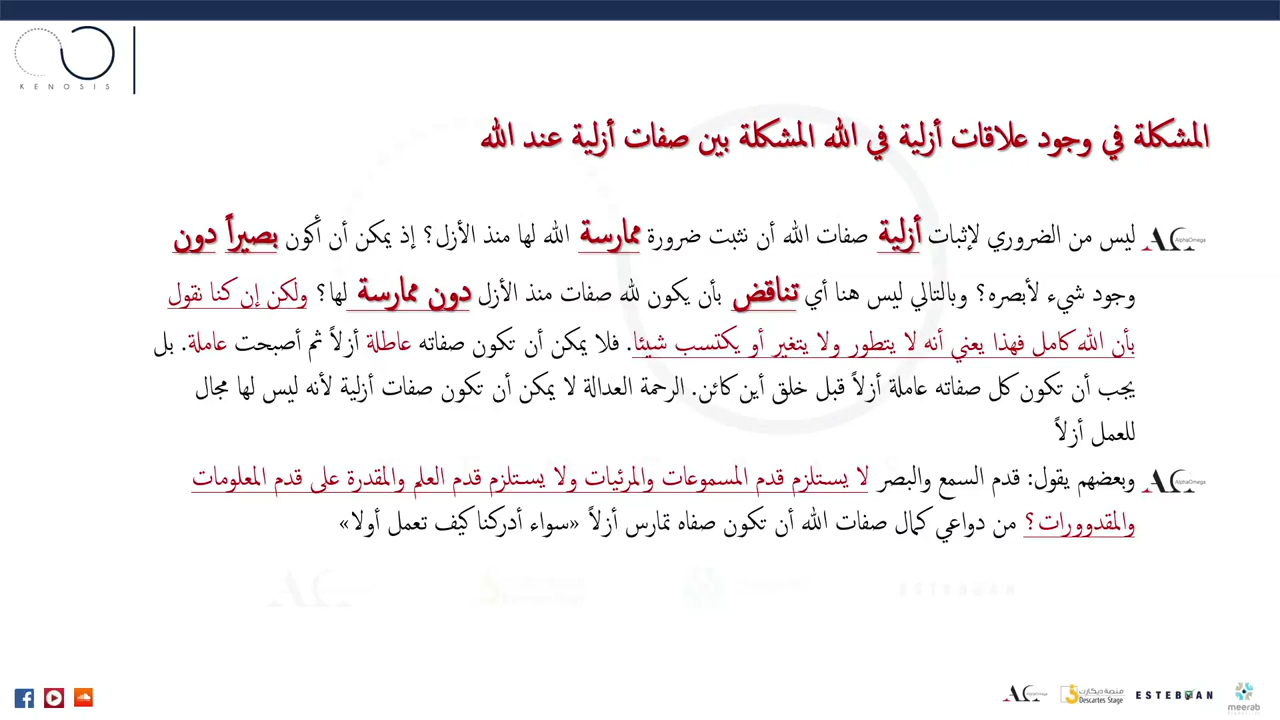 KENOSIS
المشكلة في وجود علاقات أزلية في الله المشكلة بين صفات أزلية عند الله
ليس من الضروري لإثبات أزلية صفات الله أن نثبت ضرورة ممارسة الله لها منذ الأزل؟ إذ يمكن أن أكون بصيراً دون
وجود شيء لأبصره؟ وبالتالي ليس هنا أي تناقض بأن يكون لله صفات منذ الأزل دون ممارسة لها؟ ولكن إن كنا نقول
بأن الله كامل فهذا يعني أنه لا يتطور ولا يتغير أو يكتسب شيئا. فلا يمكن أن تكون صفاته عاطلة أزلاً ثم أصبحت عاملة. بل
يجب أن تكون كل صفاته عاملة أزلاً قبل خلق أين كائن. الرحمة العدالة لا يمكن أن تكون صفات أزلية لأنه ليس لها مجال
للعمل أزلاً
وبعضهم يقول: قدم السمع والبصر لا يستلزم قدم المسموعات والمرئيات ولا يستلزم قدم العلم والمقدرة على قدم المعلومات
والمقدوورات؟ من دواعي كمال صفات الله أن تكون صفاه تمارس أزلاً «سواء أدركنا كيف تعمل أولا»
AlphaOmega
AlphaOmega
AlphaOmega
منصة ديكارت
Descartes Stage
ESTEBVAN
meerab